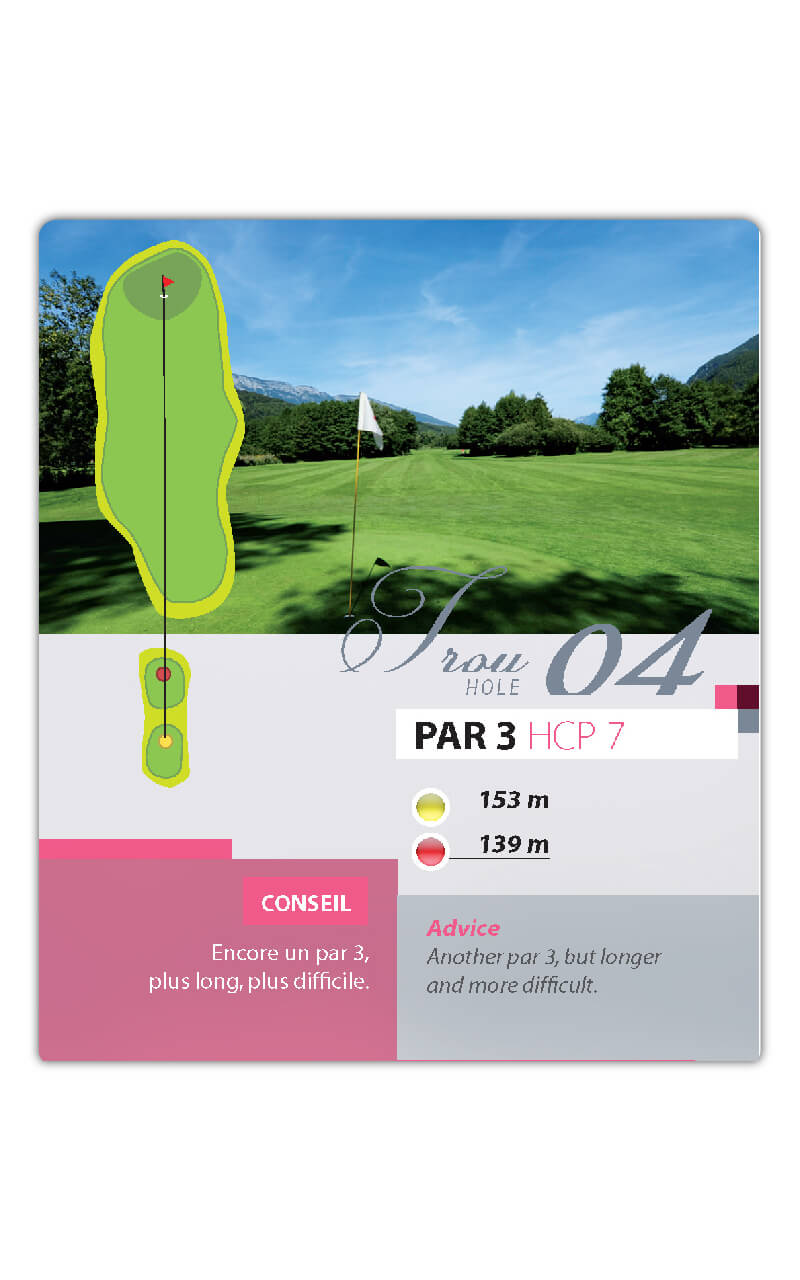 Trou 04
HOLE
PAR 3 HCP 7
153 m
139 m
CONSEIL
Encore un par 3,
plus long, plus difficile.
Advice
Another par 3, but longer
and more difficult.